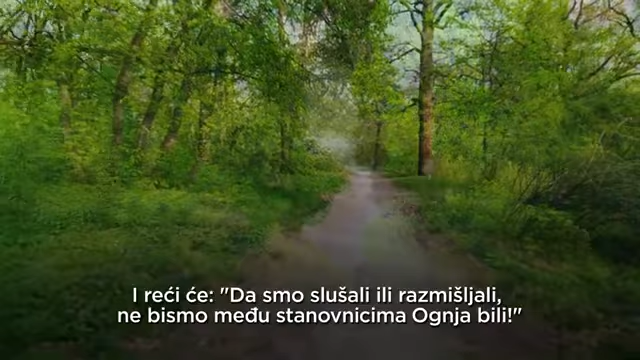 I reći će: "Da smo slušali ili razmišljali,
ne bismo među stanovnicima Ognja bili!"